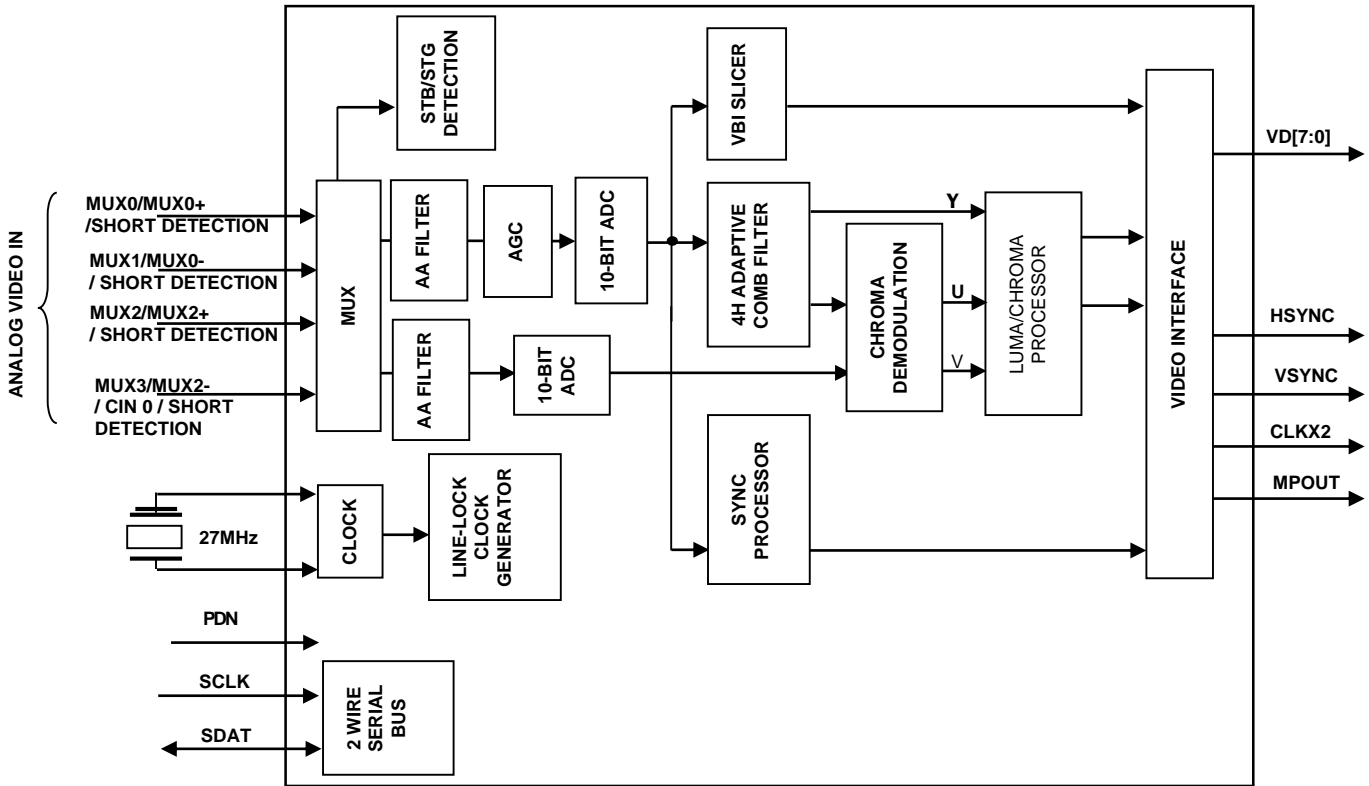 ANALOG VIDEO IN
MUX0/MUX0+
/SHORT DETECTION
MUX1/MUX0-
/ SHORT DETECTION
MUX2/MUX2+
/ SHORT DETECTION
MUX3/MUX2-
/ CIN 0 / SHORT
DETECTION
27MHz
PDN
SCLK
SDAT
STB/STG
DETECTION
MUX
AA FILTER
AGC
10-BIT ADC
AA FILTER
10-BIT
ADC
CLOCK
LINE-LOCK
CLOCK
GENERATOR
2 WIRE
SERIAL
BUS
VBI SLICER
4H ADAPTIVE
COMB FILTER
SYNC
PROCESSOR
CHROMA
DEMODULATION
Y
U
V
LUMA/CHROMA
PROCESSOR
VIDEO INTERFACE
VD[7:0]
HSYNC
VSYNC
CLKX2
MPOUT